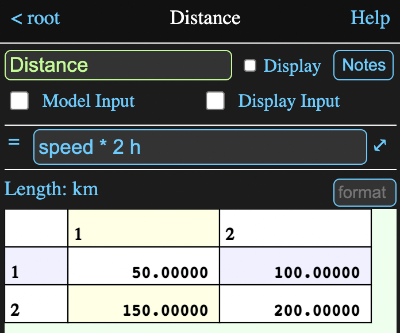 < root Distance Help
Distance Display Notes
Model Input Display Input
= speed * 2 h ⤢
Length: km format
1 2
1 50.00000 100.00000
2 150.00000 200.00000